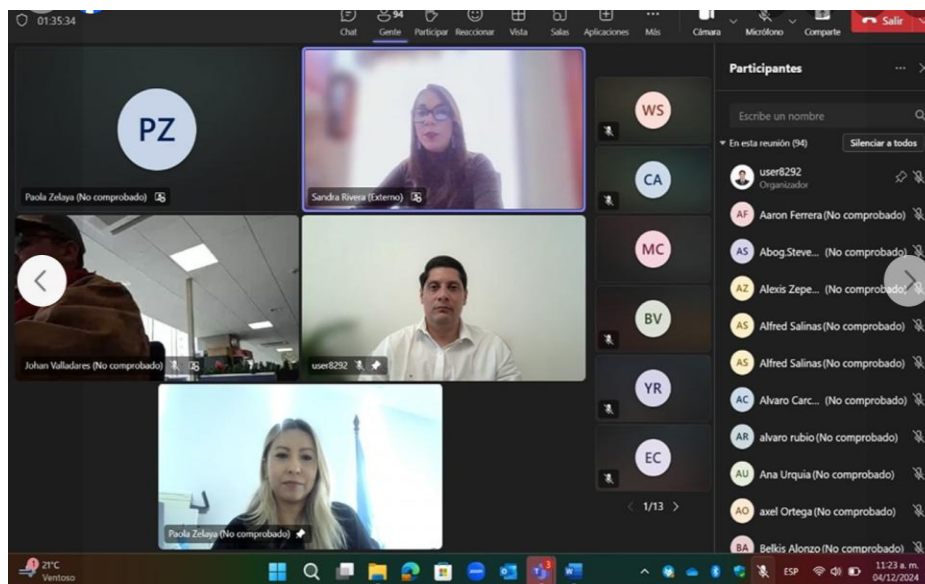 01:35:34
94
Chat
Gente
Participar
Reaccionar
Vista
Salas
Aplicaciones
Más
Cámara
Micrófono
Comparte
Salir
PZ
Paola Zelaya (No comprobado)
Sandra Rivera (Externo)
Johan Valladares (No comprobado)
user8292
Paola Zelaya (No comprobado)
WS
CA
MC
BV
YR
EC
1/13
Participantes
Escribe un nombre
En esta reunión (94)
Silenciar a todos
user8292
Organizador
AF Aaron Ferrera (No comprobado)
AS Abog.Steve... (No comprobado)
AZ Alexis Zepe... (No comprobado)
AS Alfred Salinas (No comprobado)
AS Alfred Salinas (No comprobado)
AC Alvaro Carc... (No comprobado)
AR alvaro rubio (No comprobado)
AU Ana Urquia (No comprobado)
AO axel Ortega (No comprobado)
BA Belkis Alonzo (No comprobado)
1
21°C
Ventoso
3
ESP
11:23 a. m.
04/12/2024